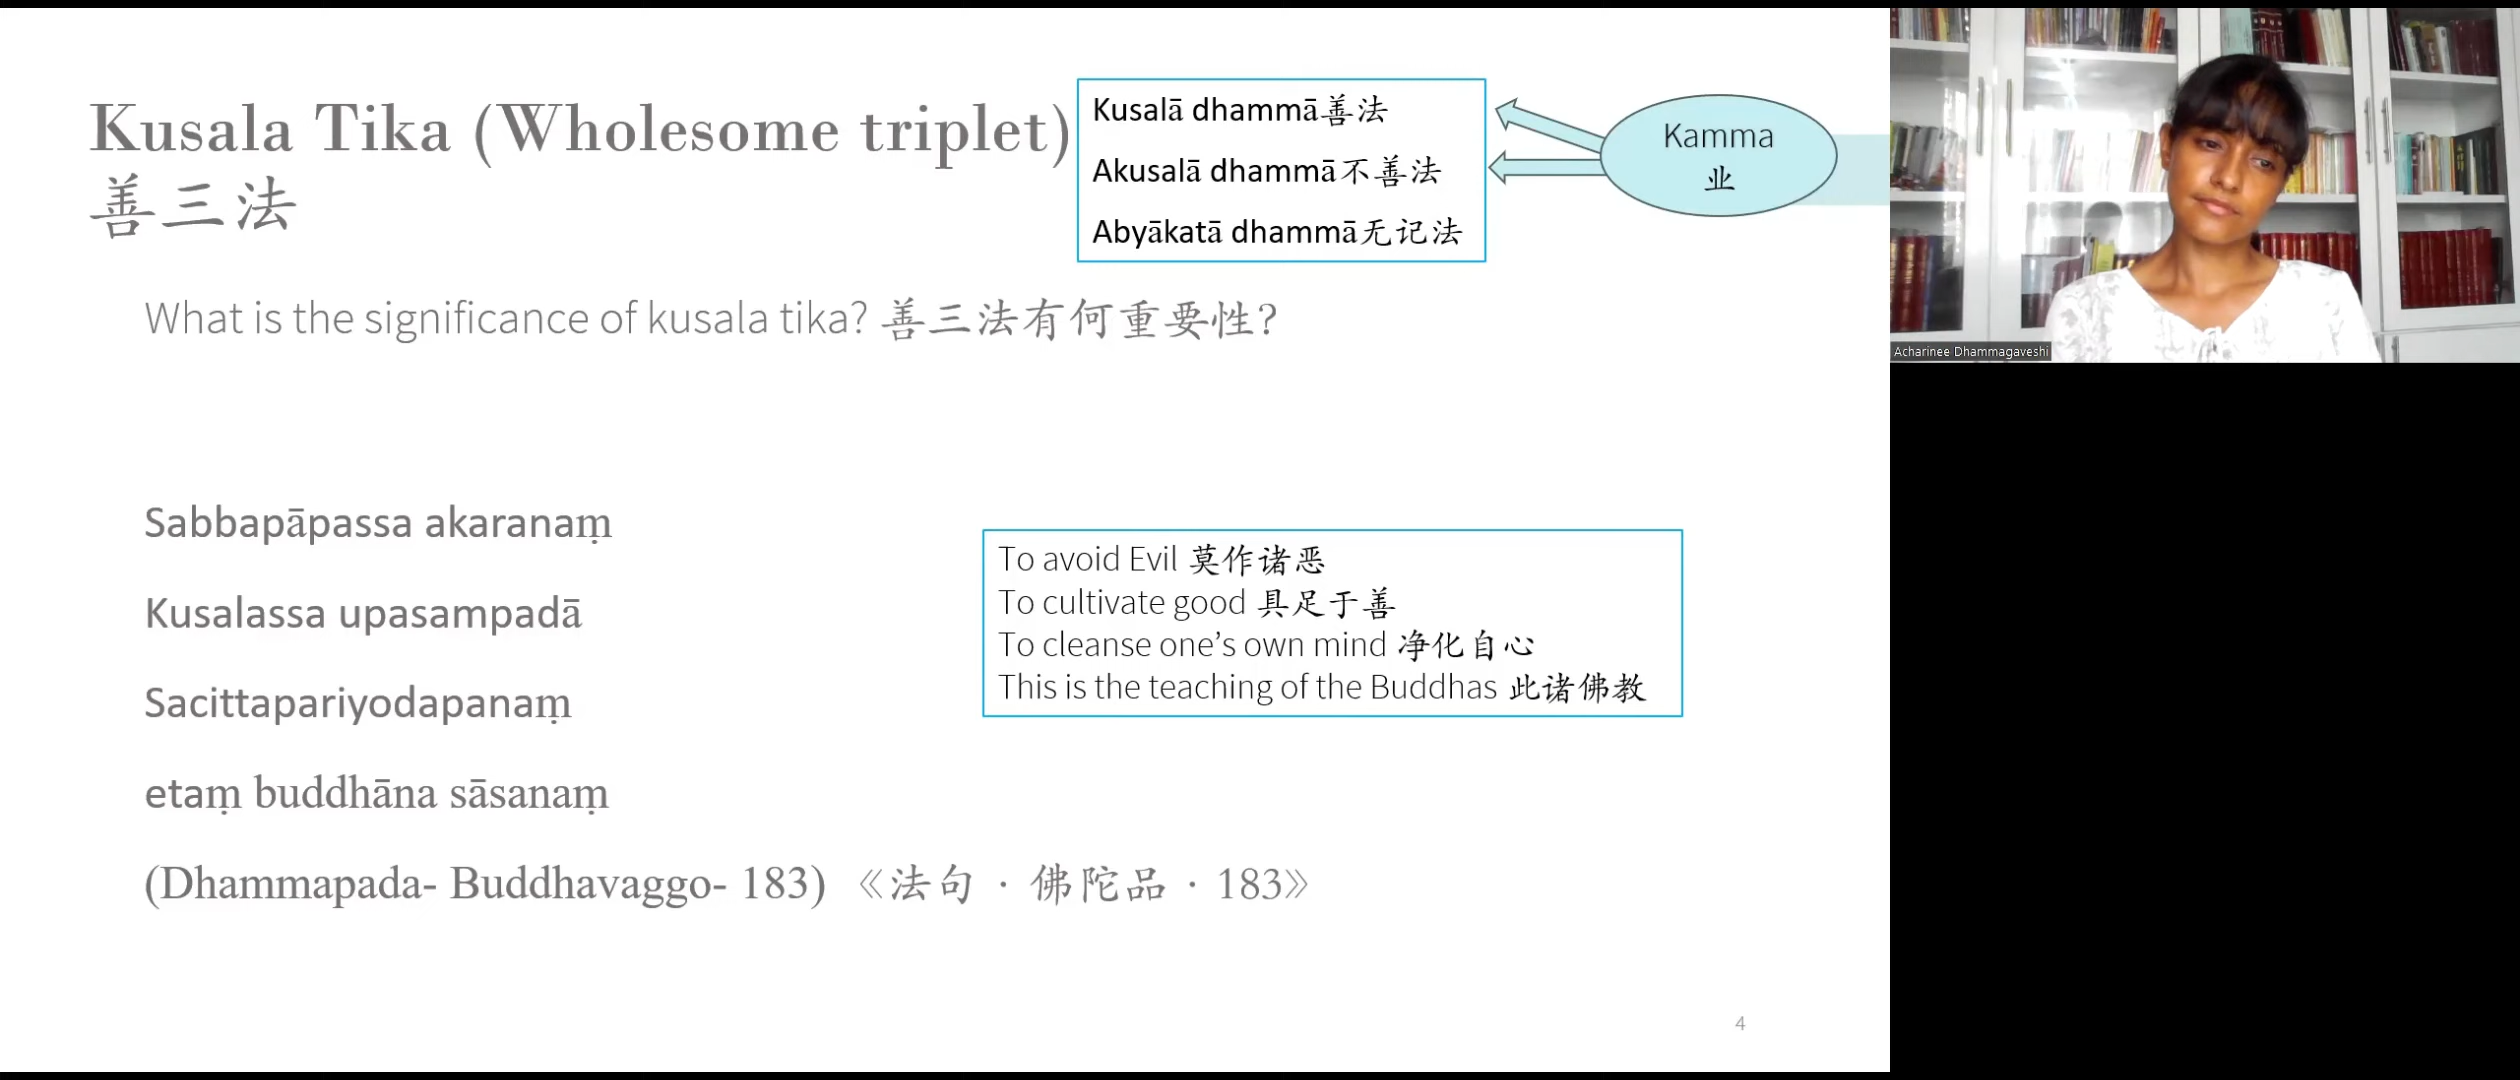 Kusala Tika (Wholesome triplet)
善三法
Kusalā dhammā善法
Akusalā dhammā不善法
Abyākatā dhammā无记法
Kamma
业
What is the significance of kusala tika? 善三法有何重要性?
Sabbapāpassa akaranaṃ
Kusalassa upasampadā
Sacittapariyodapanaṃ
etaṃ buddhāna sāsanaṃ
(Dhammapada- Buddhavaggo- 183) 《法句 · 佛陀品 · 183》
To avoid Evil 莫作诸恶
To cultivate good 具足于善
To cleanse one’s own mind 净化自心
This is the teaching of the Buddhas 此诸佛教
4
Acharinee Dhammagaveshi